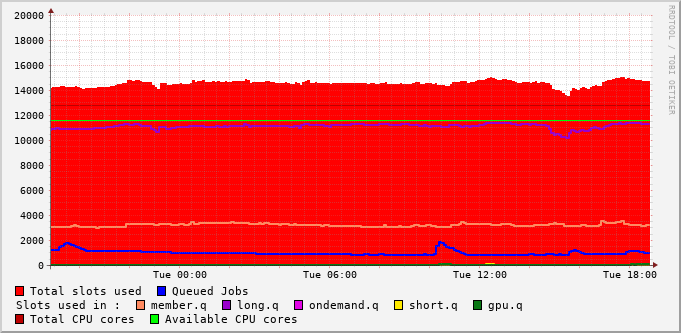 20000
18000
16000
14000
12000
10000
8000
6000
4000
2000
0
Tue 00:00 Tue 06:00 Tue 12:00 Tue 18:00
Total slots used Queued Jobs
Slots used in : member.q long.q ondemand.q short.q gpu.q
Total CPU cores Available CPU cores
RRDTOOL / TOBI OETIKER